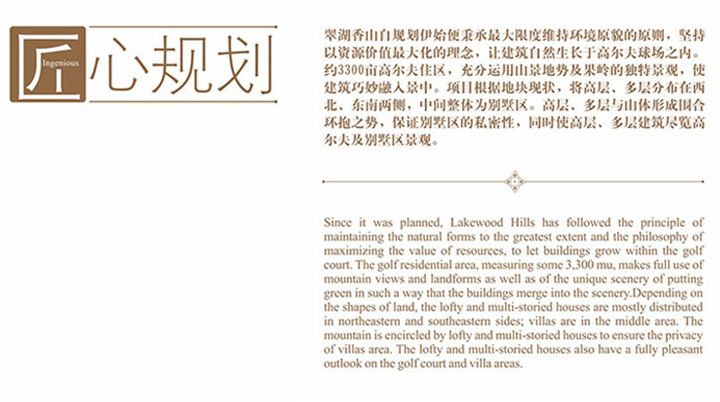 匠心规划
Ingenious
翠湖香山自规划伊始便秉承最大限度维持环境原貌的原则，坚持
以资源价值最大化的理念，让建筑自然生长于高尔夫球场之内。
约3300亩高尔夫住区，充分运用山景地势及果岭的独特景观，使
建筑巧妙融入景中。项目根据地块现状，将高层、多层分布在西
北、东南两侧，中间整体为别墅区。高层、多层与山体形成围合
环抱之势，保证别墅区的私密性，同时使高层、多层建筑尽览高
尔夫及别墅区景观。
Since it was planned, Lakewood Hills has followed the principle of
maintaining the natural forms to the greatest extent and the philosophy of
maximizing the value of resources, to let buildings grow within the golf
court. The golf residential area, measuring some 3,300 mu, makes full use of
mountain views and landforms as well as of the unique scenery of putting
green in such a way that the buildings merge into the scenery.Depending on
the shapes of land, the lofty and multi-storied houses are mostly distributed
in northeastern and southeastern sides; villas are in the middle area. The
mountain is encircled by lofty and multi-storied houses to ensure the privacy
of villas area. The lofty and multi-storied houses also have a fully pleasant
outlook on the golf court and villa areas.